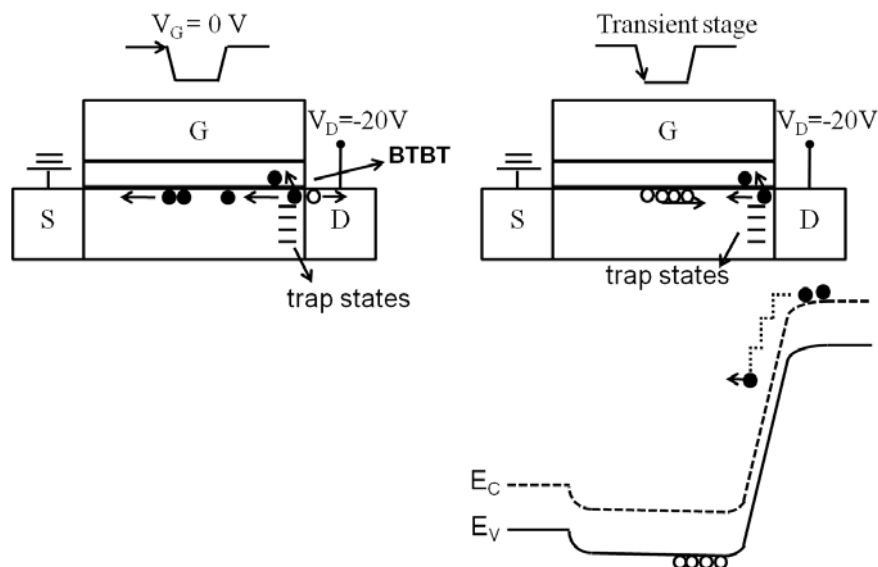 V_G= 0 V
G
V_D=-20V
BTBT
S
D
trap states
Transient stage
G
V_D=-20V
S
D
trap states
E_C
E_V